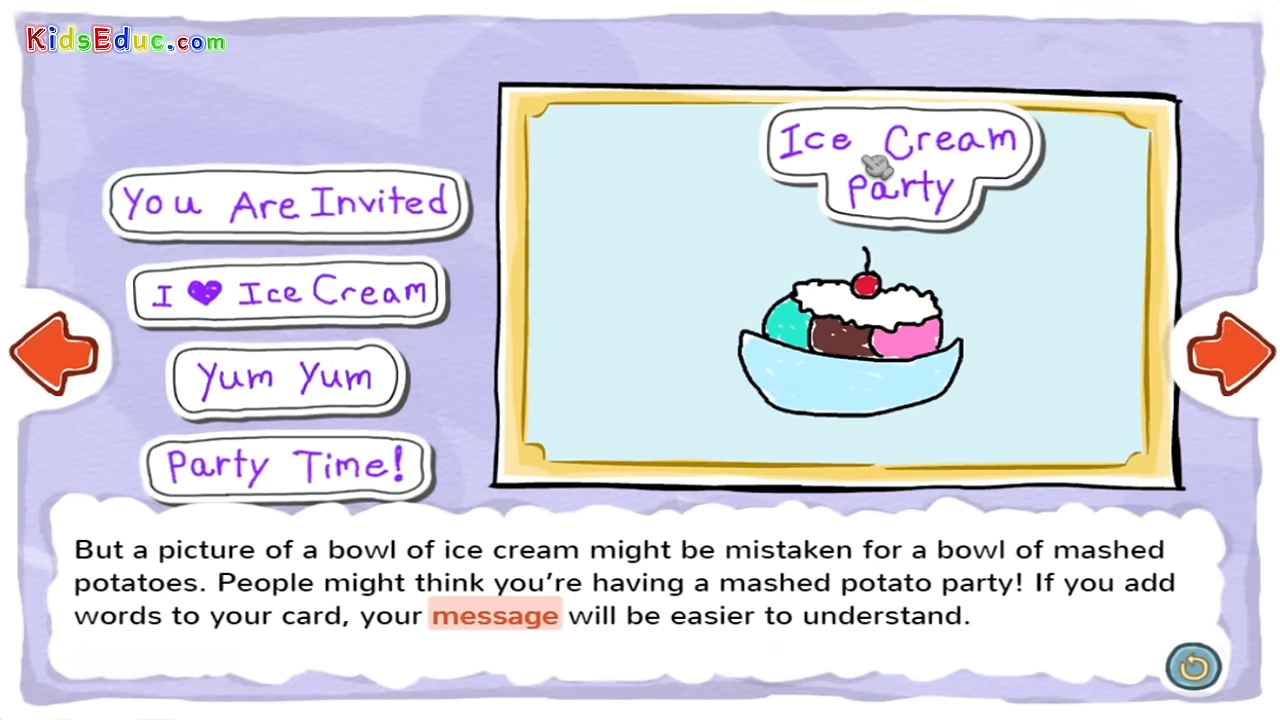 KidsEduc.com
Ice Cream
Party
You Are Invited
I ♥ Ice Cream
Yum Yum
Party Time!
But a picture of a bowl of ice cream might be mistaken for a bowl of mashed
potatoes. People might think you’re having a mashed potato party! If you add
words to your card, your message will be easier to understand.